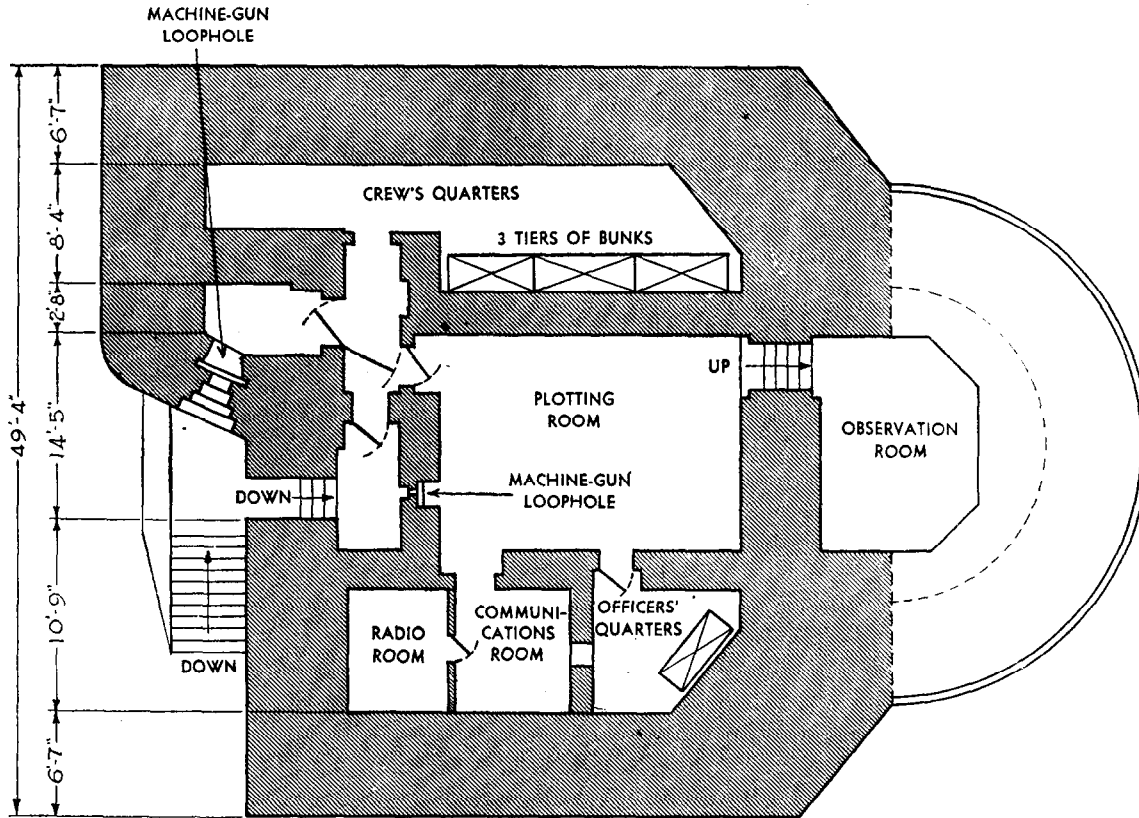 MACHINE-GUN
LOOPHOLE
49'-4"
6'-7"
8'-4"
2'8"
14'-5"
10'-9"
6'-7"
CREW'S QUARTERS
3 TIERS OF BUNKS
UP
PLOTTING
ROOM
OBSERVATION
ROOM
DOWN
MACHINE-GUN
LOOPHOLE
RADIO
ROOM
COMMUNI-
CATIONS
ROOM
OFFICERS'
QUARTERS
DOWN